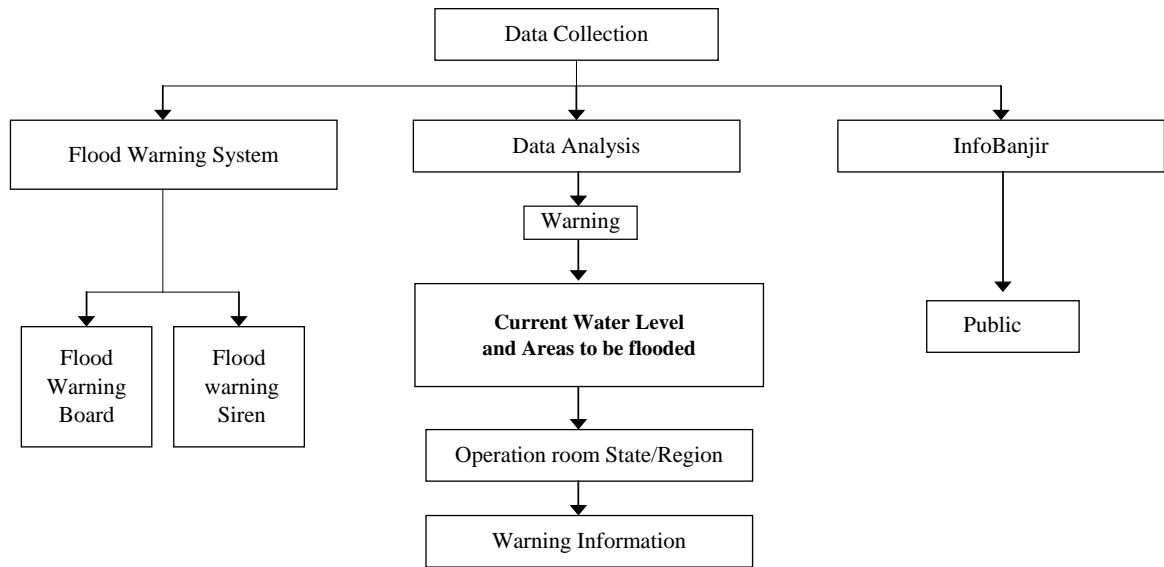 Data Collection
Flood Warning System
Data Analysis
InfoBanjir
Warning
Current Water Level
and Areas to be flooded
Public
Flood
Warning
Board
Flood
warning
Siren
Operation room State/Region
Warning Information